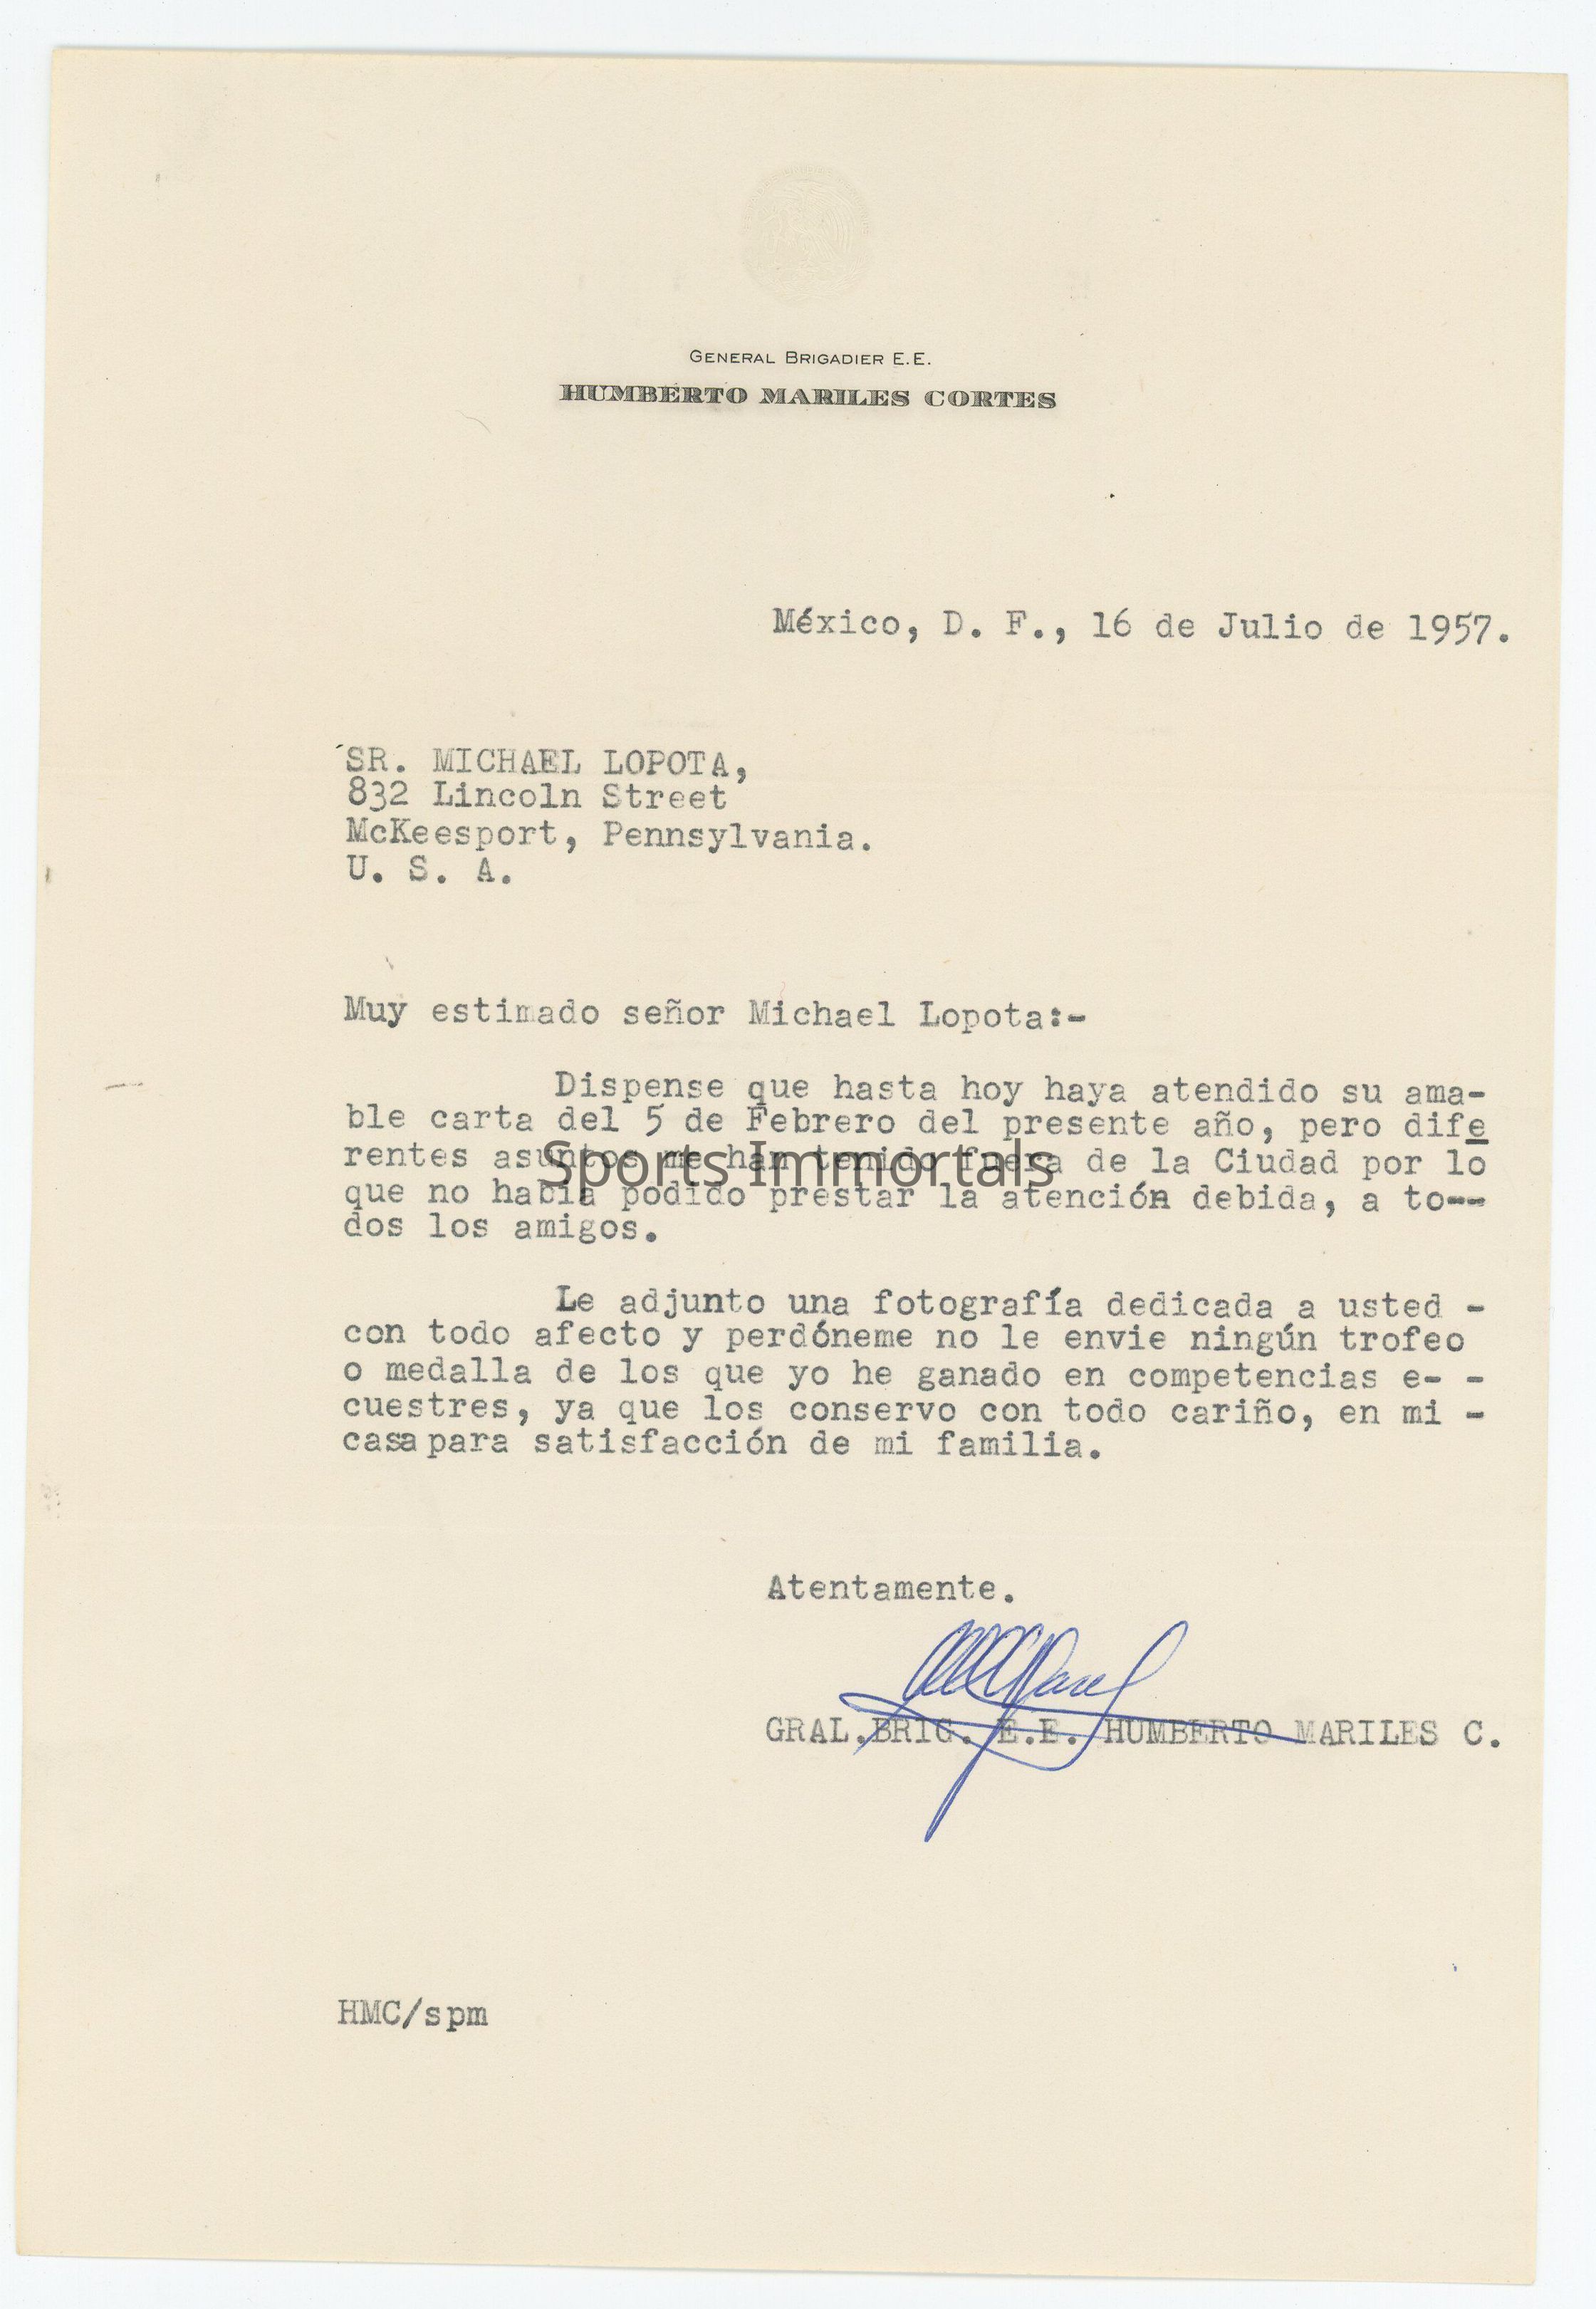 GENERAL BRIGADIER E.E.
HUMBERTO MARILES CORTES
México, D. F., 16 de Julio de 1957.
SR. MICHAEL LOPOTA,
832 Lincoln Street
McKeesport, Pennsylvania.
U. S. A.
Muy estimado señor Michael Lopota:-
Dispense que hasta hoy haya atendido su ama-
ble carta del 5 de Febrero del presente año, pero dife
rentes asuntos me han tenido fuera de la Ciudad por lo
Sports Immortals
que no había podido prestar la atención debida, a to--
dos los amigos.
Le adjunto una fotografía dedicada a usted -
con todo afecto y perdóneme no le envie ningún trofeo
o medalla de los que yo he ganado en competencias e- -
cuestres, ya que los conservo con todo cariño, en mi -
casa para satisfacción de mi familia.
Atentamente.
GRAL.BRIG. E.E. HUMBERTO MARILES C.
HMC/spm